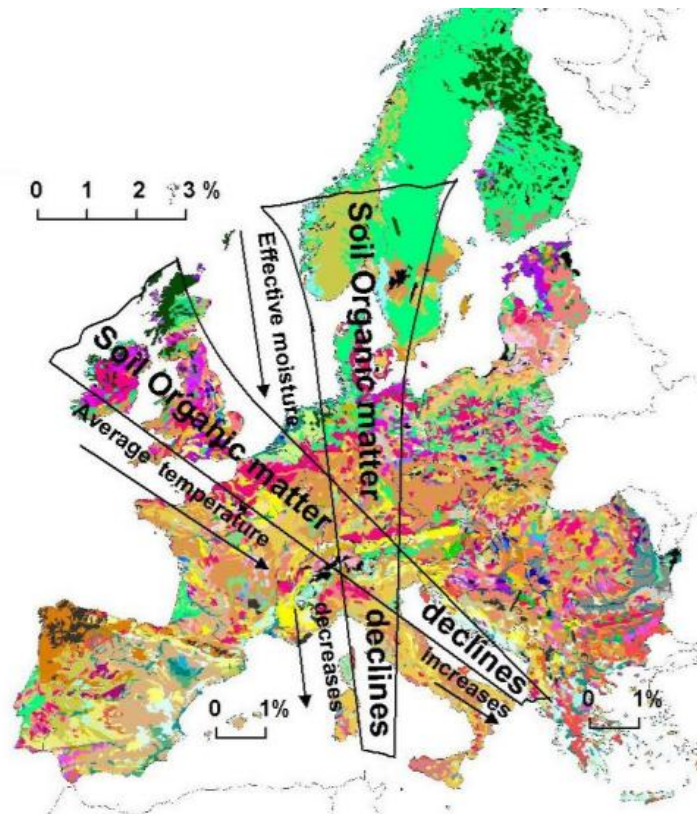 0 1 2 3 %
Effective moisture
decreases
Soil Organic matter
declines
Soil Organic matter
declines
Average temperature
increases
0 1%
0 1%